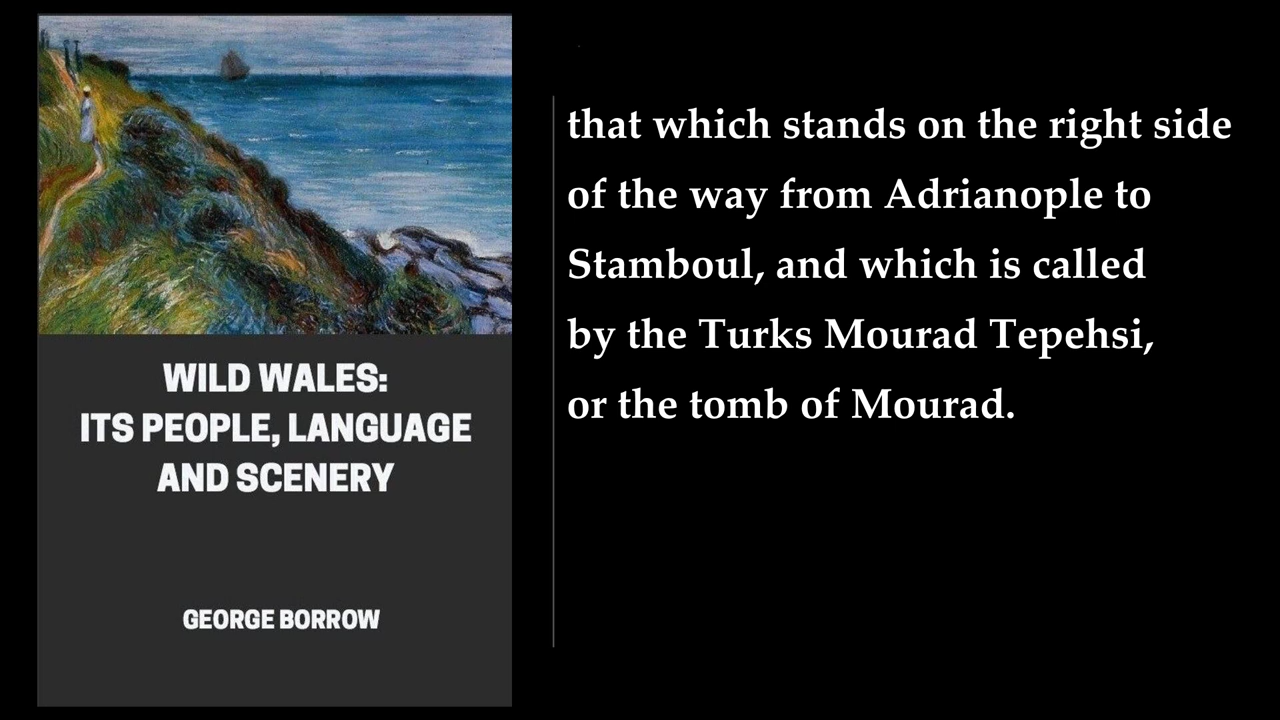 WILD WALES:
ITS PEOPLE, LANGUAGE
AND SCENERY
GEORGE BORROW
that which stands on the right side
of the way from Adrianople to
Stamboul, and which is called
by the Turks Mourad Tepehsi,
or the tomb of Mourad.